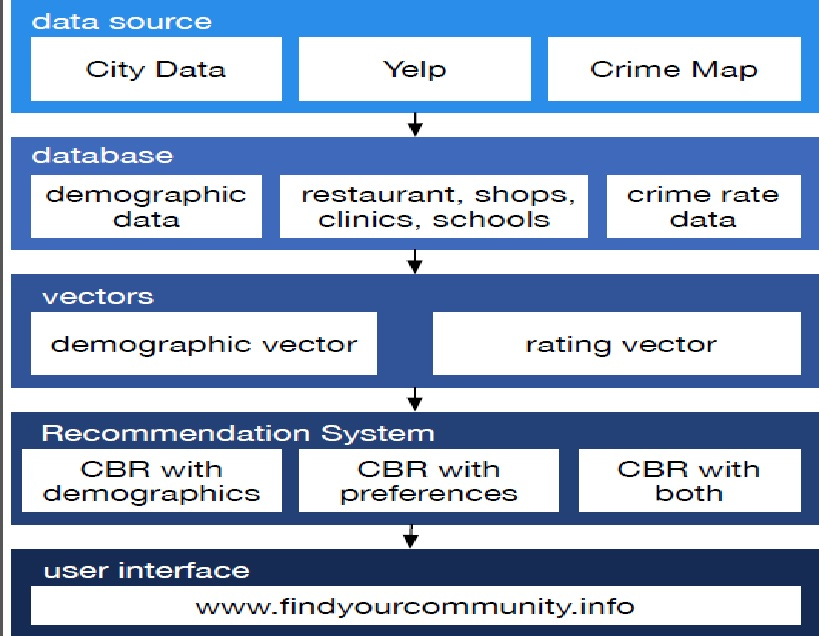 data source
City Data
Yelp
Crime Map
database
demographic
data
restaurant, shops,
clinics, schools
crime rate
data
vectors
demographic vector
rating vector
Recommendation System
CBR with
demographics
CBR with
preferences
CBR with
both
user interface
www.findyourcommunity.info